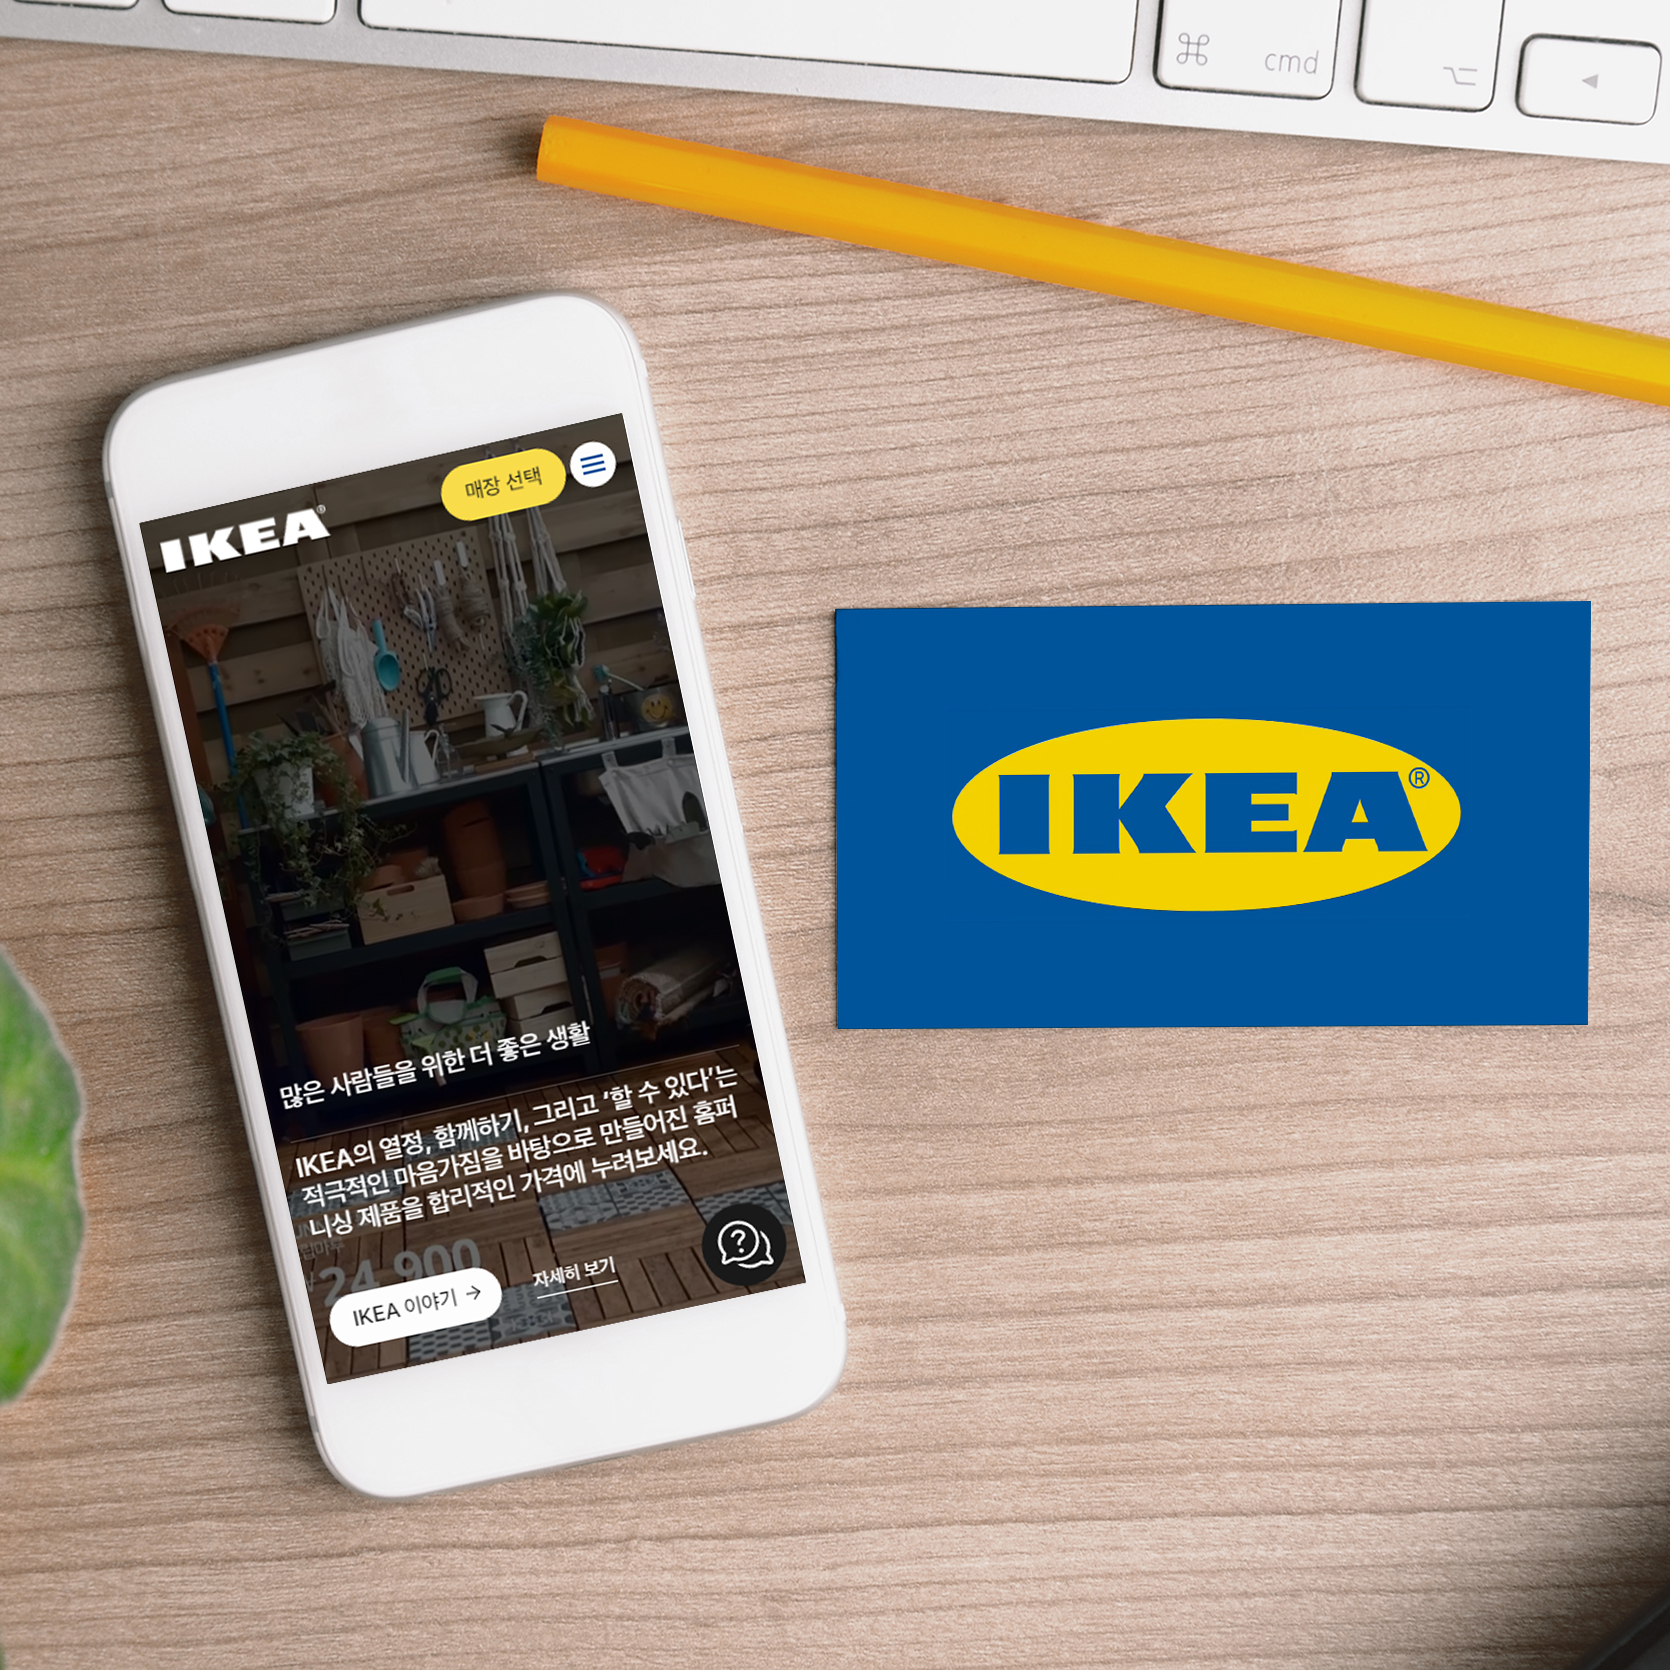 cmd
매장 선택
IKEA®
많은 사람들을 위한 더 좋은 생활
IKEA의 열정, 함께하기, 그리고 ‘할 수 있다’는
적극적인 마음가짐을 바탕으로 만들어진 홈퍼
니싱 제품을 합리적인 가격에 누려보세요.
24,900
IKEA 이야기 →
자세히 보기
IKEA®